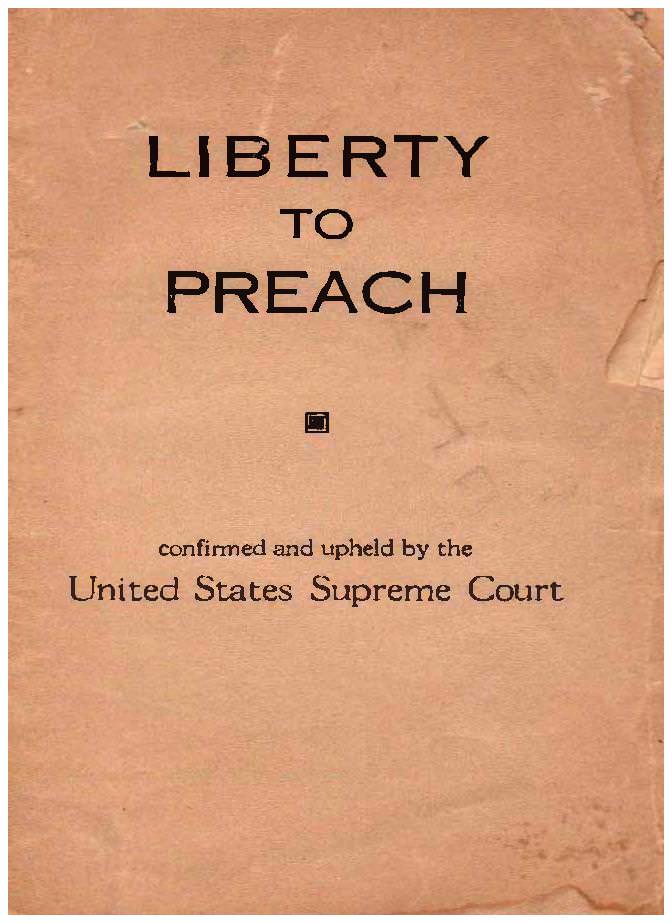 LIBERTY
TO
PREACH
confirmed and upheld by the
United States Supreme Court